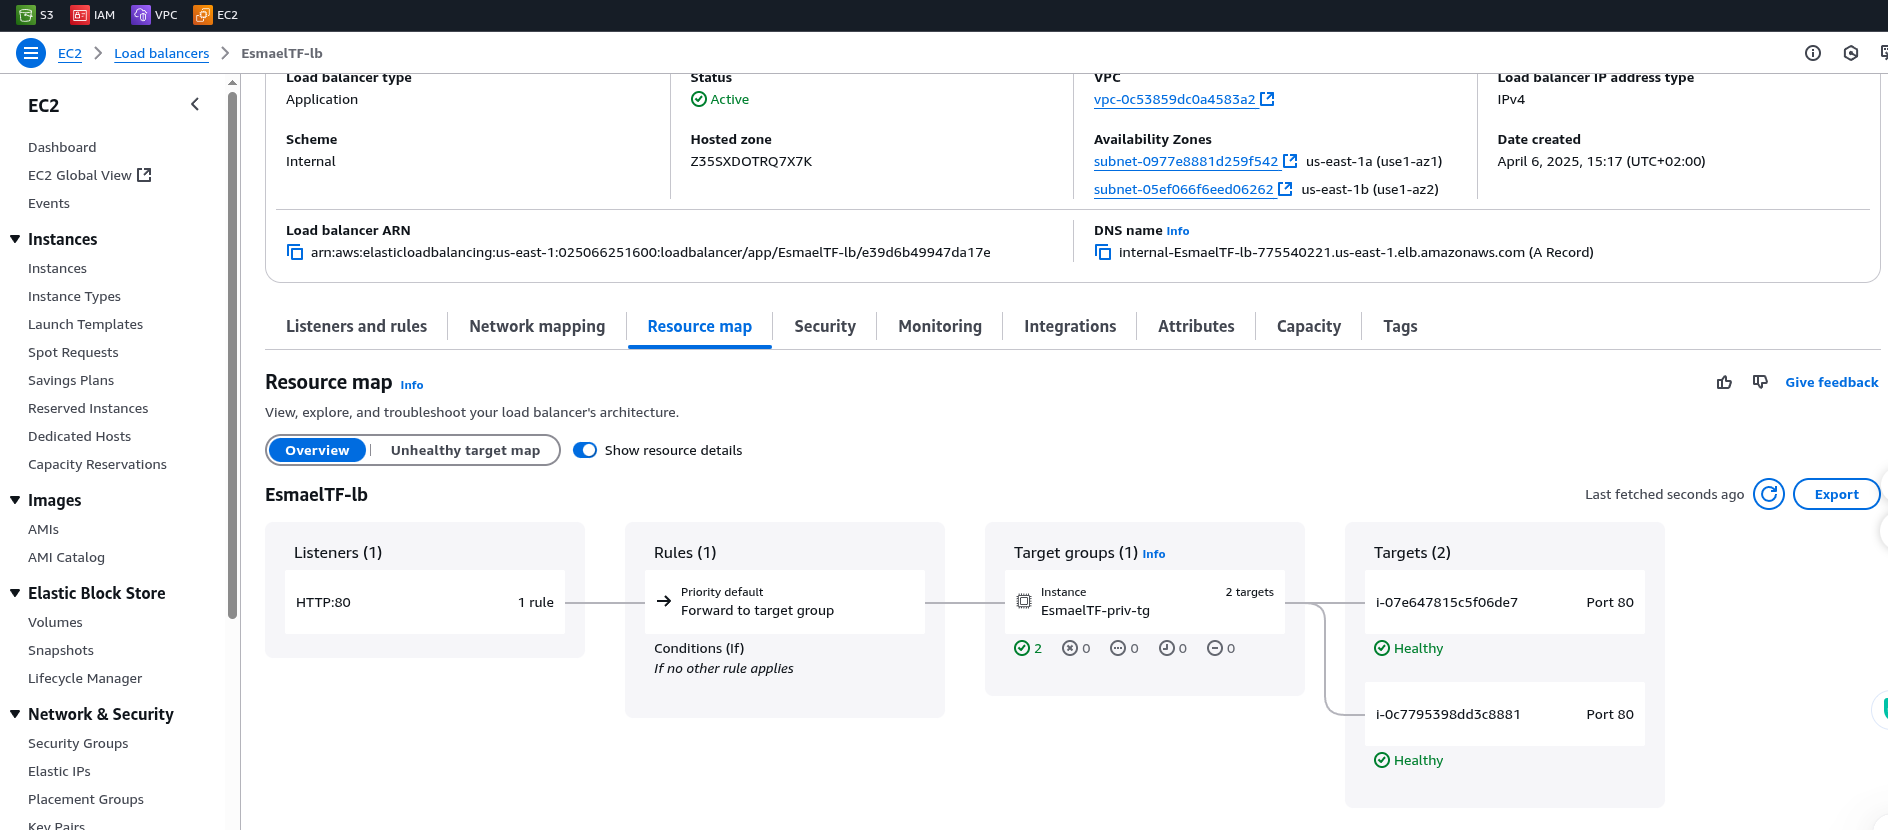 S3 IAM VPC EC2
EC2 Load balancers EsmaelTF-lb
EC2
Dashboard
EC2 Global View
Events
Instances
Instances
Instance Types
Launch Templates
Spot Requests
Savings Plans
Reserved Instances
Dedicated Hosts
Capacity Reservations
Images
AMIs
AMI Catalog
Elastic Block Store
Volumes
Snapshots
Lifecycle Manager
Network & Security
Security Groups
Elastic IPs
Placement Groups
Key Pairs
Load balancer type
Application
Status
Active
VPC
vpc-0c53859dc0a4583a2
Load balancer IP address type
IPv4
Scheme
Internal
Hosted zone
Z35SXDOTRQ7X7K
Availability Zones
subnet-0977e8881d259f542 us-east-1a (use1-az1)
subnet-05ef066f6eed06262 us-east-1b (use1-az2)
Date created
April 6, 2025, 15:17 (UTC+02:00)
Load balancer ARN
arn:aws:elasticloadbalancing:us-east-1:025066251600:loadbalancer/app/EsmaelTF-lb/e39d6b49947da17e
DNS name Info
internal-EsmaelTF-lb-775540221.us-east-1.elb.amazonaws.com (A Record)
Listeners and rules Network mapping Resource map Security Monitoring Integrations Attributes Capacity Tags
Resource map Info
Give feedback
View, explore, and troubleshoot your load balancer's architecture.
Overview Unhealthy target map Show resource details
EsmaelTF-lb
Last fetched seconds ago Export
Listeners (1)
HTTP:80 1 rule
Rules (1)
Priority default
Forward to target group
Conditions (If)
If no other rule applies
Target groups (1) Info
Instance 2 targets
EsmaelTF-priv-tg
2 0 0 0 0
Targets (2)
i-07e647815c5f06de7 Port 80
Healthy
i-0c7795398dd3c8881 Port 80
Healthy